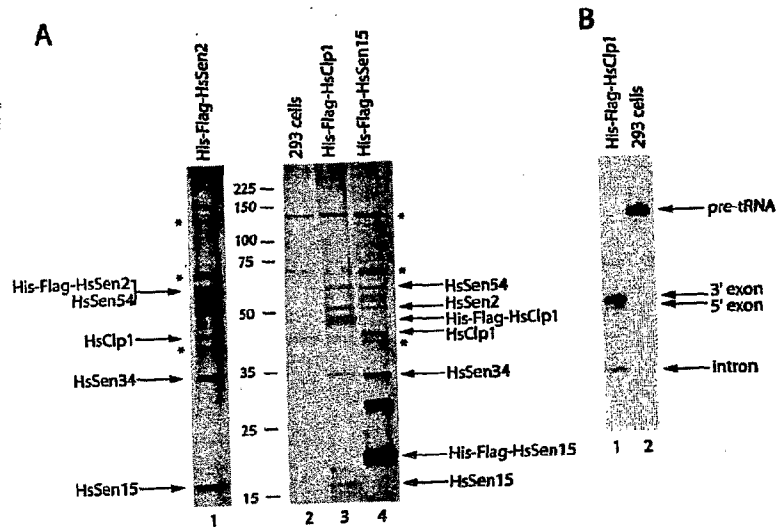 A
His-Flag-HsSen2
293 cells
His-Flag-HsClp1
His-Flag-HsSen15
225
150
100
75
50
35
25
15
*
*
*
His-Flag-HsSen2
HsSen54
HsClp1
HsSen34
HsSen15
*
*
*
HsSen54
HsSen2
His-Flag-HsClp1
HsClp1
HsSen34
His-Flag-HsSen15
HsSen15
1
2
3
4
B
His-Flag-HsClp1
293 cells
pre-tRNA
3' exon
5' exon
intron
1
2